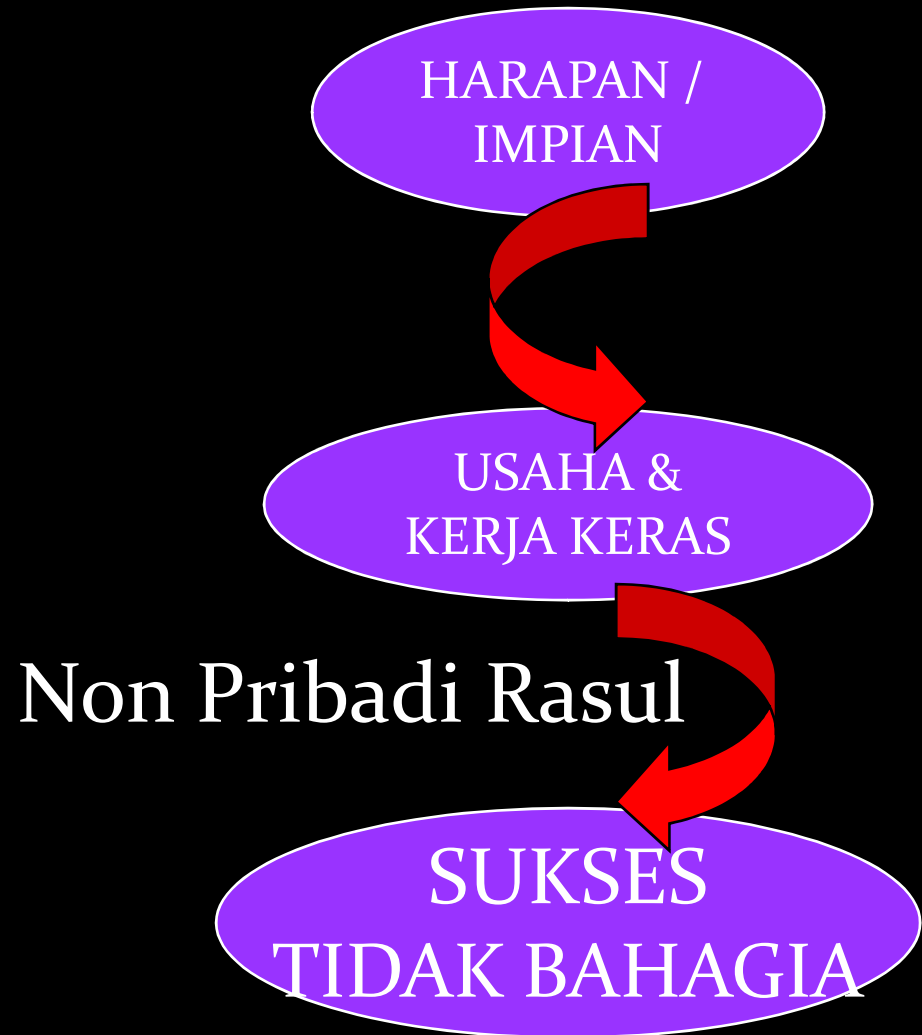 HARAPAN /
IMPIAN
USAHA &
KERJA KERAS
Non Pribadi Rasul
SUKSES
TIDAK BAHAGIA